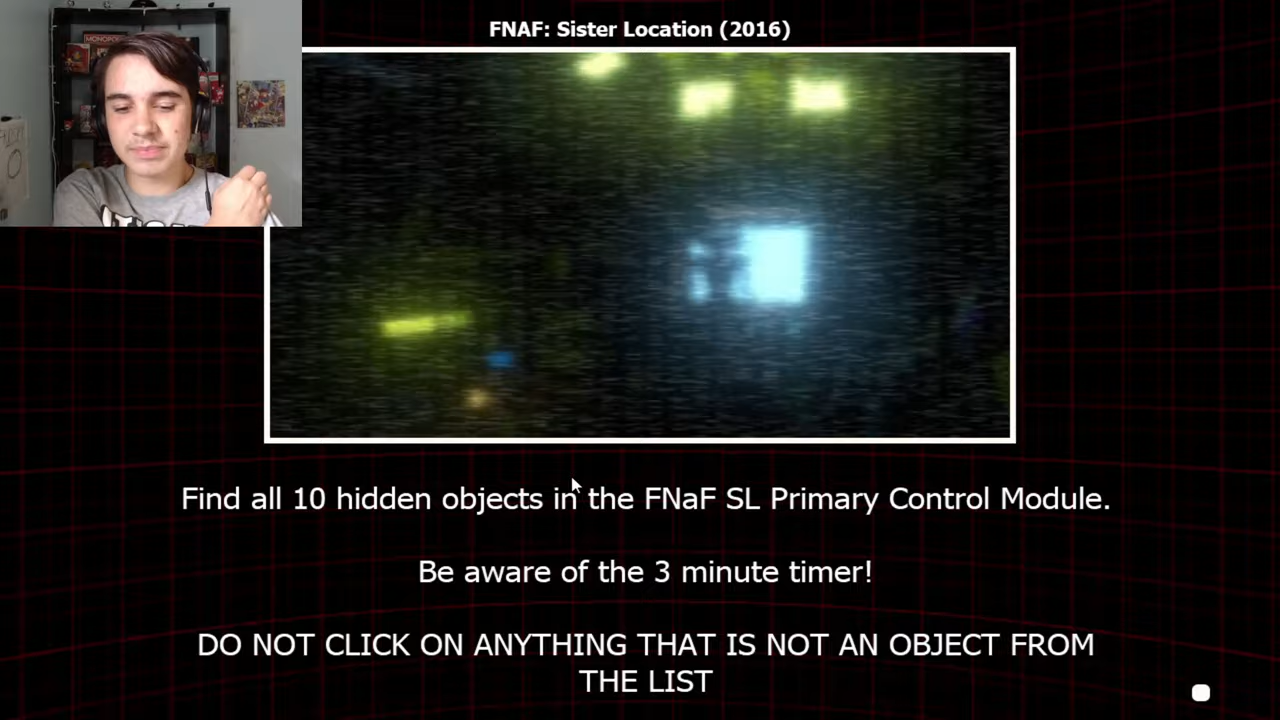 FNAF: Sister Location (2016)
MONOPOLY
Find all 10 hidden objects in the FNaF SL Primary Control Module.
Be aware of the 3 minute timer!
DO NOT CLICK ON ANYTHING THAT IS NOT AN OBJECT FROM
THE LIST